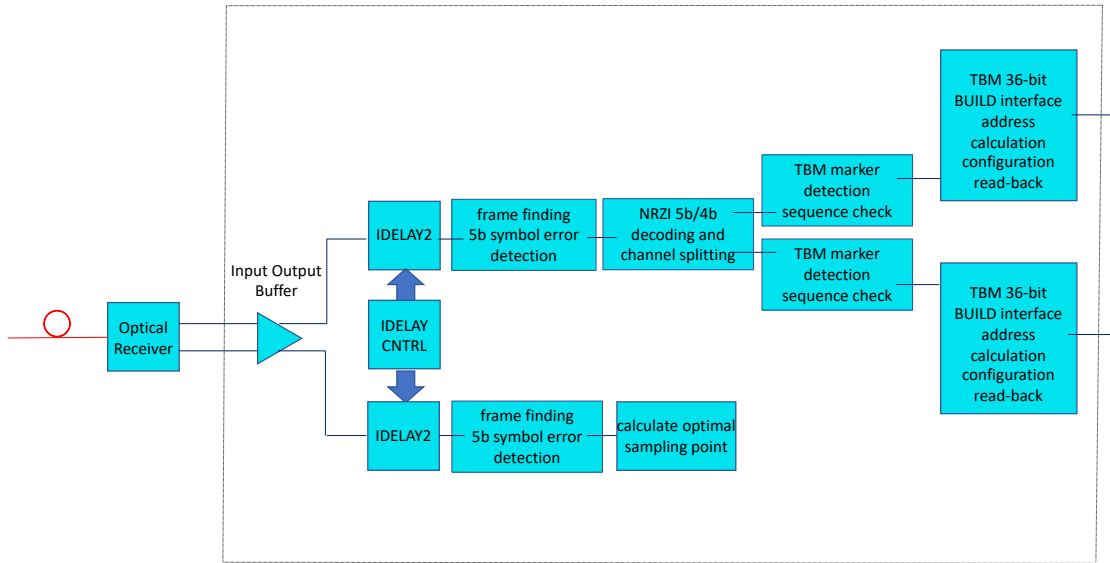 Optical
Receiver
Input Output
Buffer
IDELAY2
IDELAY
CNTRL
IDELAY2
frame finding
5b symbol error
detection
frame finding
5b symbol error
detection
NRZI 5b/4b
decoding and
channel splitting
calculate optimal
sampling point
TBM marker
detection
sequence check
TBM marker
detection
sequence check
TBM 36-bit
BUILD interface
address
calculation
configuration
read-back
TBM 36-bit
BUILD interface
address
calculation
configuration
read-back